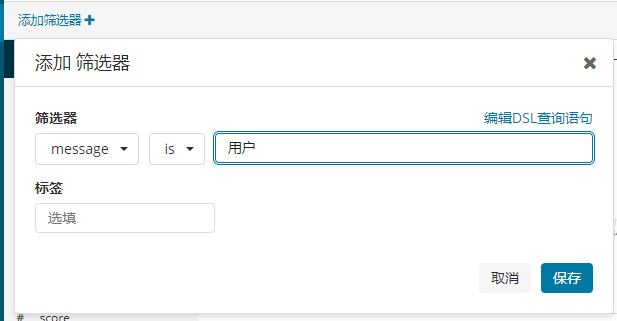 添加筛选器 +
添加 筛选器
筛选器 编辑DSL查询语句
message is 用户
标签
选填
取消 保存
# score